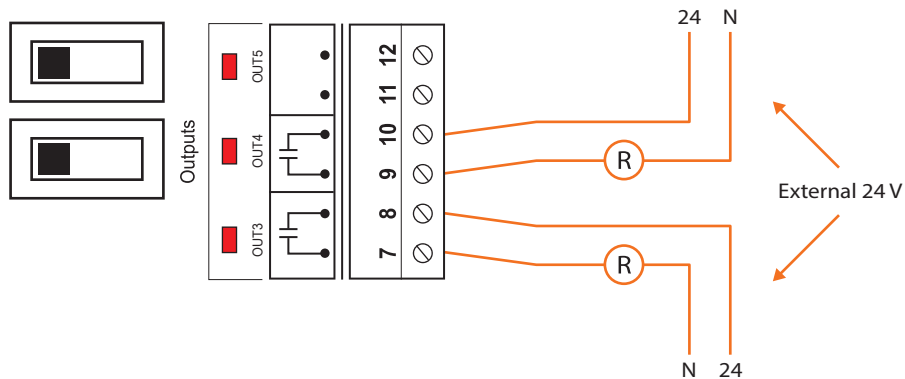 24 N
Outputs
OUT5
OUT4
OUT3
12
11
10
9
8
7
R
R
External 24 V
N 24